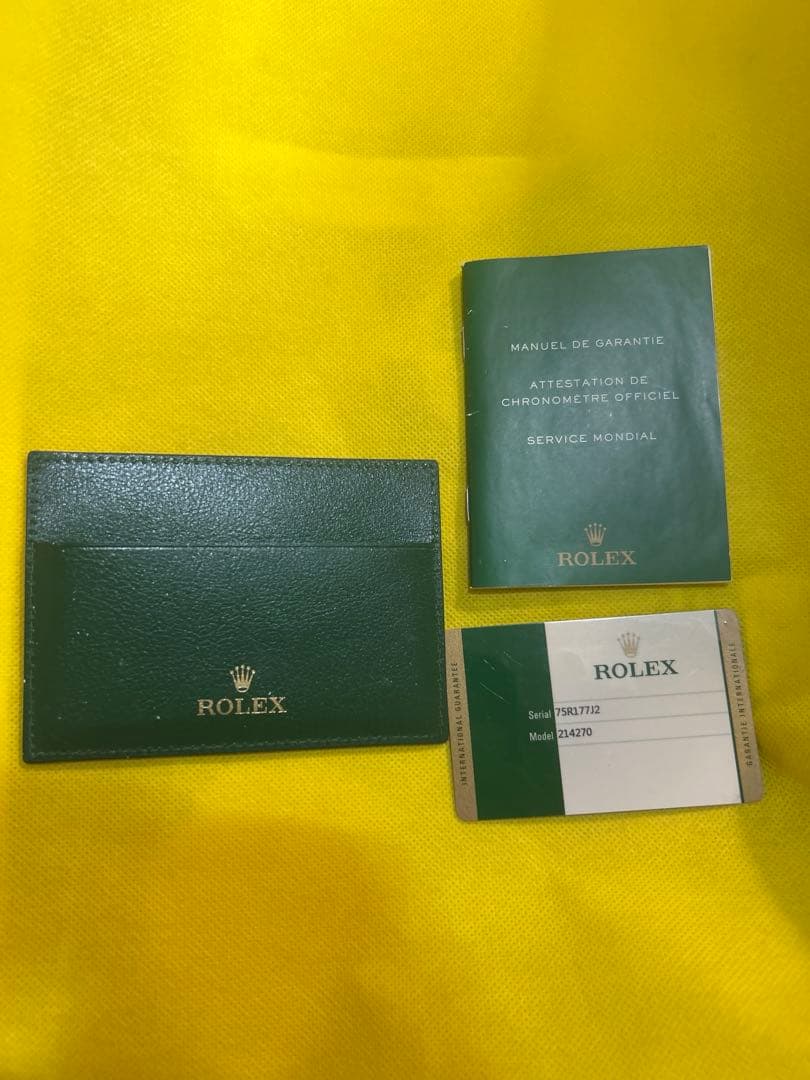 MANUEL DE GARANTIE
ATTESTATION DE
CHRONOMÈTRE OFFICIEL
SERVICE MONDIAL
ROLEX
ROLEX
INTERNATIONAL GUARANTEE
ROLEX
Serial 75R177J2
Model 214270
GARANTIE INTERNATIONALE